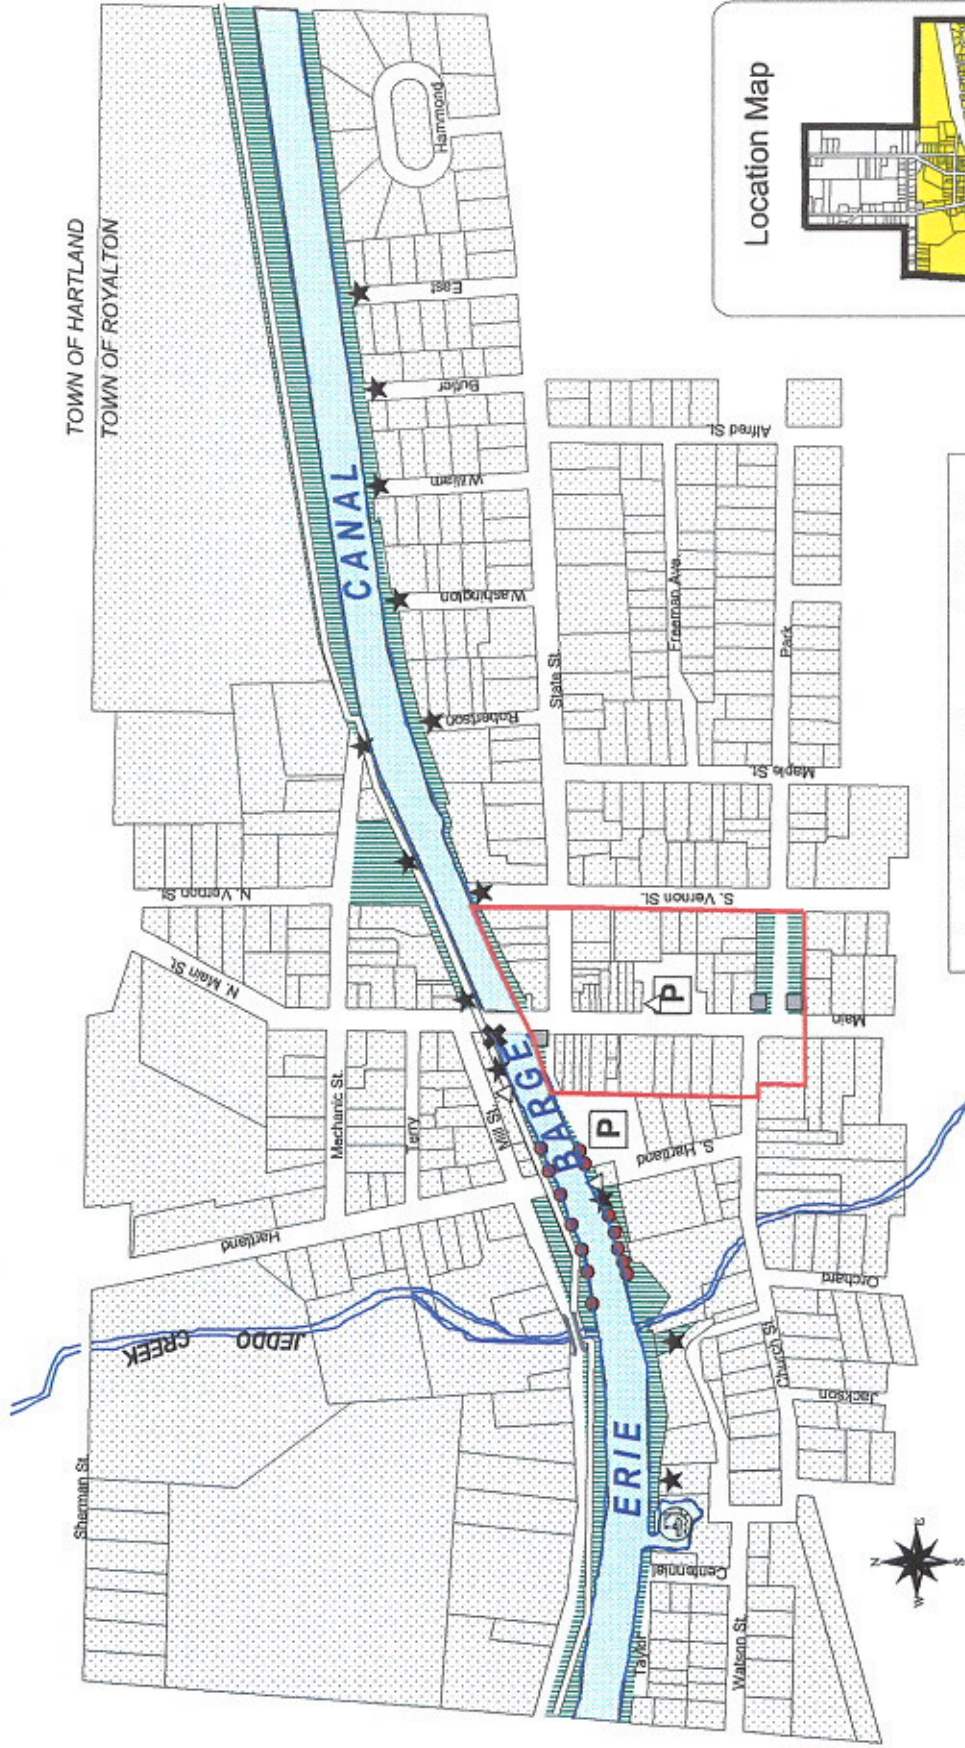 TOWN OF HARTLAND
TOWN OF ROYALTON
Location Map
Hammond
East
Butler
William
Washington
Robertson
CANAL
BARGE
ERIE
State St.
Alfred St.
Freeman Ave.
Park
Maple St.
N. Vernon St.
S. Vernon St.
N. Main St.
Main
P
P
Mechanic St.
Terry
Mill St.
Hartland
S. Hartland
JEDDO
CREEK
Sherman St.
Orchard
Church St.
Jackson
Centennial
Taylor
Watson St.
N
E
S
W